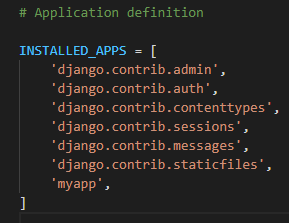 # Application definition
INSTALLED_APPS = [
    'django.contrib.admin',
    'django.contrib.auth',
    'django.contrib.contenttypes',
    'django.contrib.sessions',
    'django.contrib.messages',
    'django.contrib.staticfiles',
    'myapp',
]